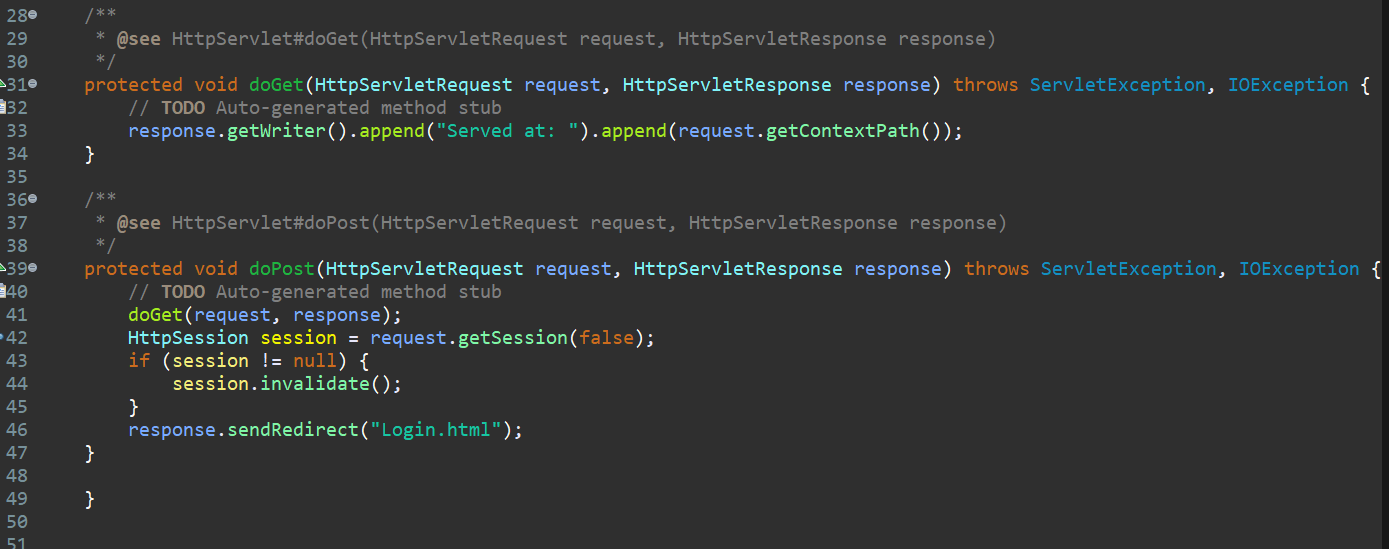 28 /**
29 * @see HttpServlet#doGet(HttpServletRequest request, HttpServletResponse response)
30 */
31 protected void doGet(HttpServletRequest request, HttpServletResponse response) throws ServletException, IOException {
32 // TODO Auto-generated method stub
33 response.getWriter().append("Served at: ").append(request.getContextPath());
34 }
35
36 /**
37 * @see HttpServlet#doPost(HttpServletRequest request, HttpServletResponse response)
38 */
39 protected void doPost(HttpServletRequest request, HttpServletResponse response) throws ServletException, IOException {
40 // TODO Auto-generated method stub
41 doGet(request, response);
42 HttpSession session = request.getSession(false);
43 if (session != null) {
44 session.invalidate();
45 }
46 response.sendRedirect("Login.html");
47 }
48
49 }
50
51